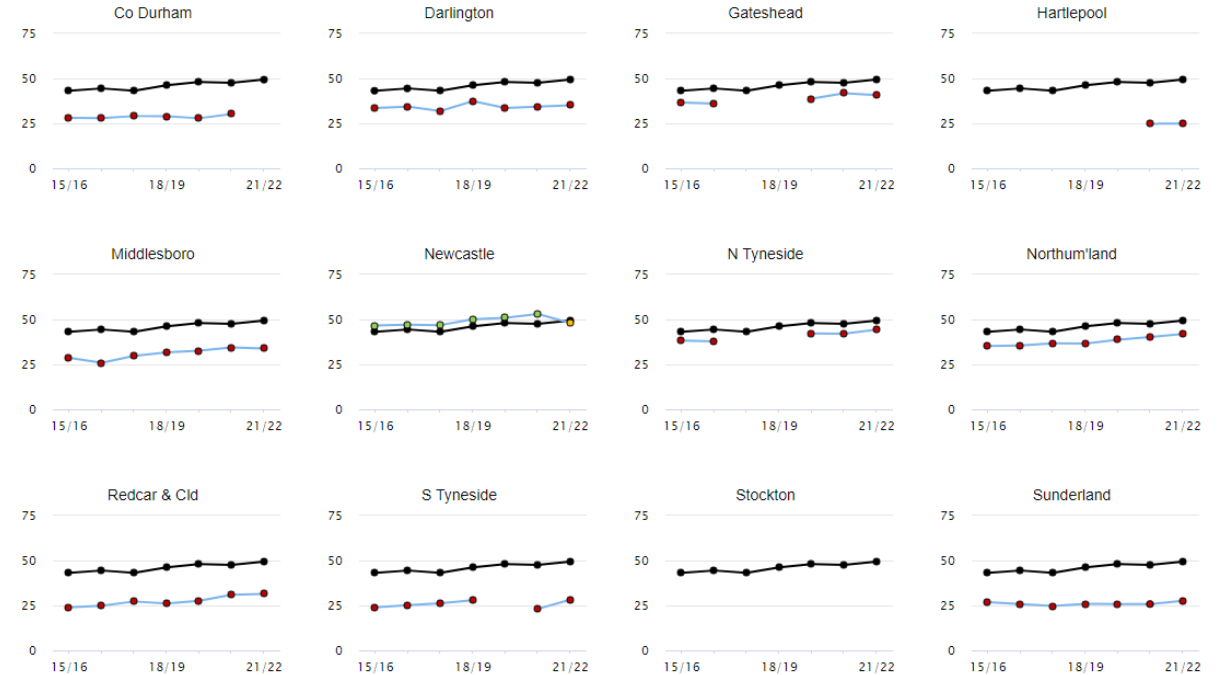 Co Durham Darlington Gateshead Hartlepool
75 75 75 75
50 50 50 50
25 25 25 25
0 0 0 0
15/16 18/19 21/22 15/16 18/19 21/22 15/16 18/19 21/22 15/16 18/19 21/22
Middlesboro Newcastle N Tyneside Northum'land
75 75 75 75
50 50 50 50
25 25 25 25
0 0 0 0
15/16 18/19 21/22 15/16 18/19 21/22 15/16 18/19 21/22 15/16 18/19 21/22
Redcar & Cld S Tyneside Stockton Sunderland
75 75 75 75
50 50 50 50
25 25 25 25
0 0 0 0
15/16 18/19 21/22 15/16 18/19 21/22 15/16 18/19 21/22 15/16 18/19 21/22